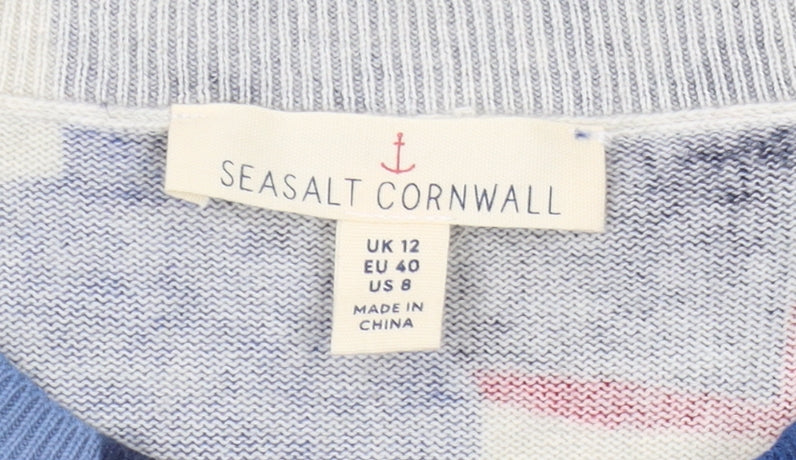 SEASALT CORNWALL
UK 12
EU 40
US 8
MADE IN
CHINA